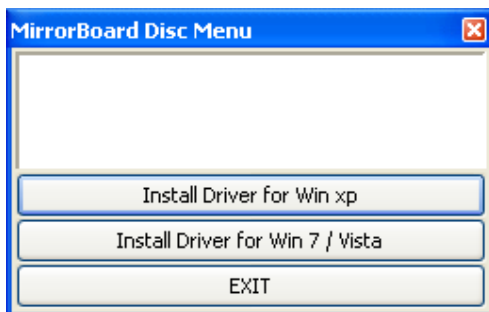 MirrorBoard Disc Menu
Install Driver for Win xp
Install Driver for Win 7 / Vista
EXIT